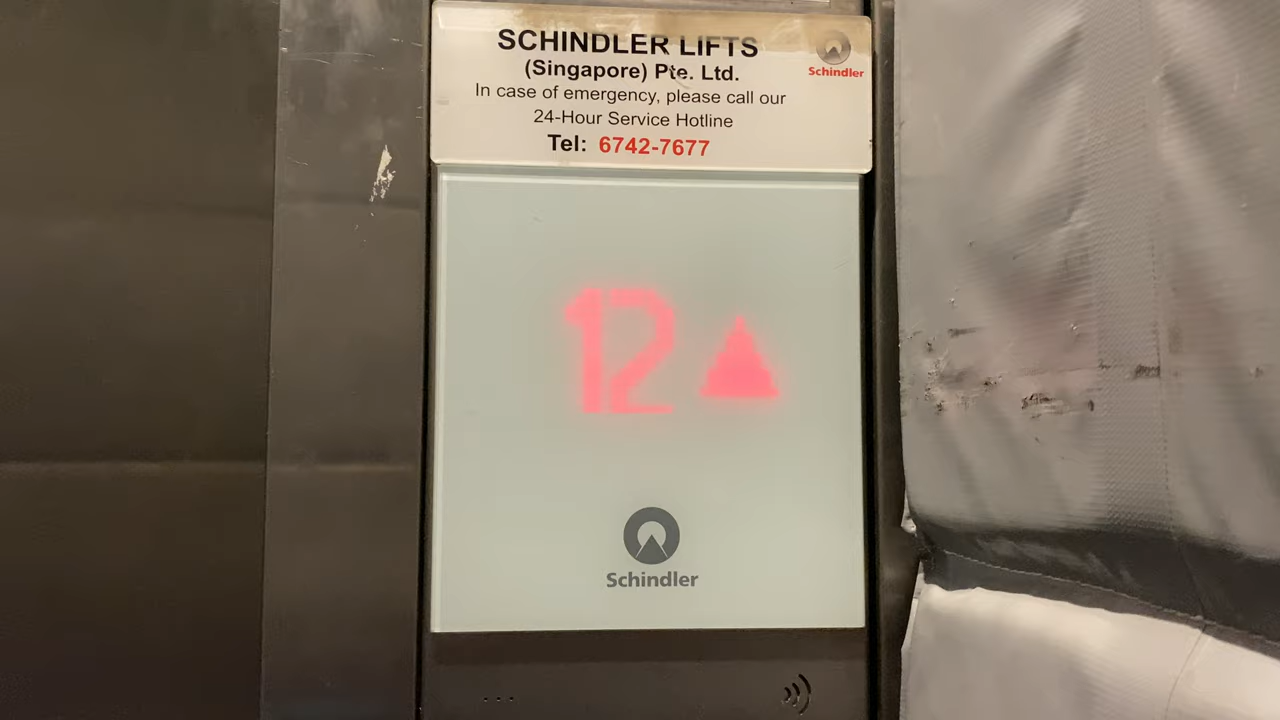 SCHINDLER LIFTS
(Singapore) Pte. Ltd.
In case of emergency, please call our
24-Hour Service Hotline
Tel: 6742-7677
Schindler
12
Schindler